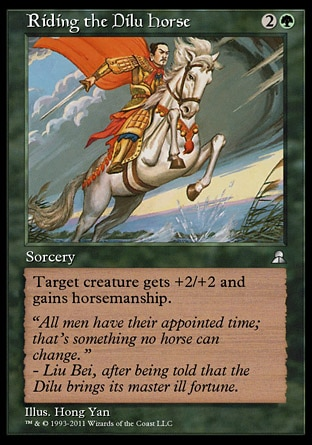 Riding the Dilu Horse 2
Sorcery
Target creature gets +2/+2 and
gains horsemanship.
“All men have their appointed time;
that’s something no horse can
change.”
- Liu Bei, after being told that the
Dilu brings its master ill fortune.
Illus. Hong Yan
™ & © 1993-2011 Wizards of the Coast LLC